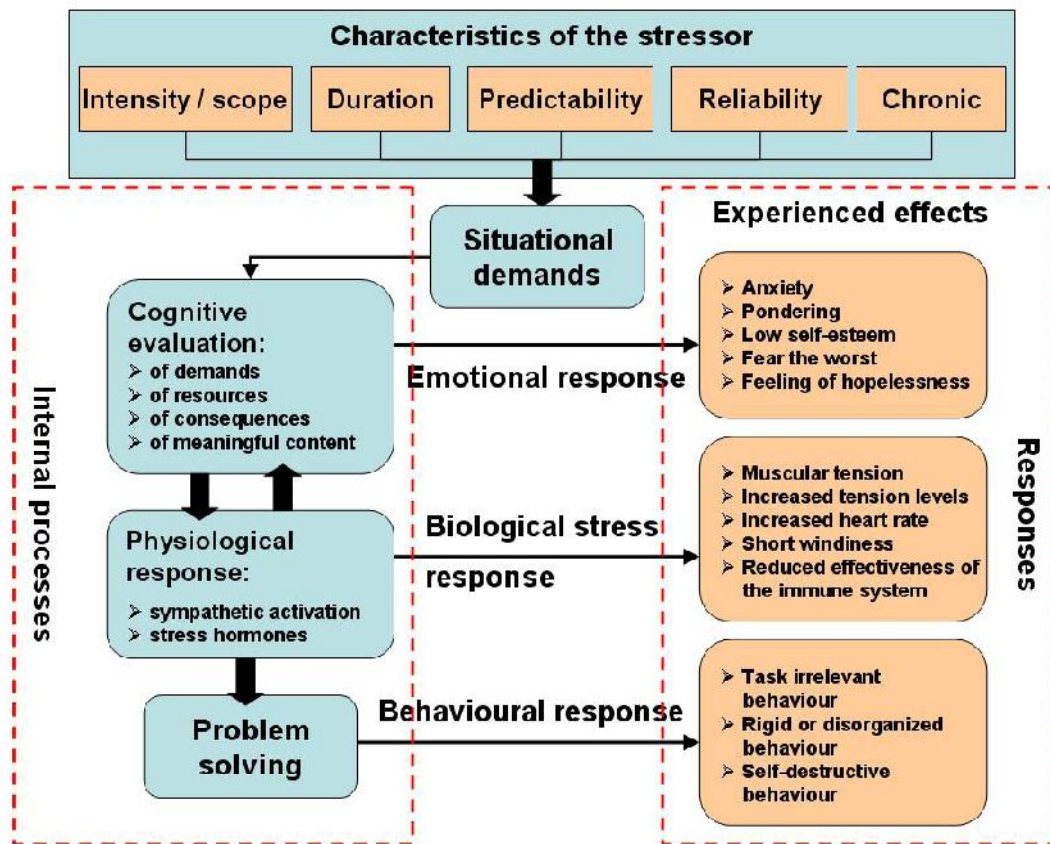 Characteristics of the stressor
Intensity / scope
Duration
Predictability
Reliability
Chronic
Situational
demands
Internal processes
Cognitive
evaluation:
➢ of demands
➢ of resources
➢ of consequences
➢ of meaningful content
Physiological
response:
➢ sympathetic activation
➢ stress hormones
Problem
solving
Emotional response
Biological stress
response
Behavioural response
Experienced effects
➢ Anxiety
➢ Pondering
➢ Low self-esteem
➢ Fear the worst
➢ Feeling of hopelessness
➢ Muscular tension
➢ Increased tension levels
➢ Increased heart rate
➢ Short windiness
➢ Reduced effectiveness of
the immune system
➢ Task irrelevant
behaviour
➢ Rigid or disorganized
behaviour
➢ Self-destructive
behaviour
Responses